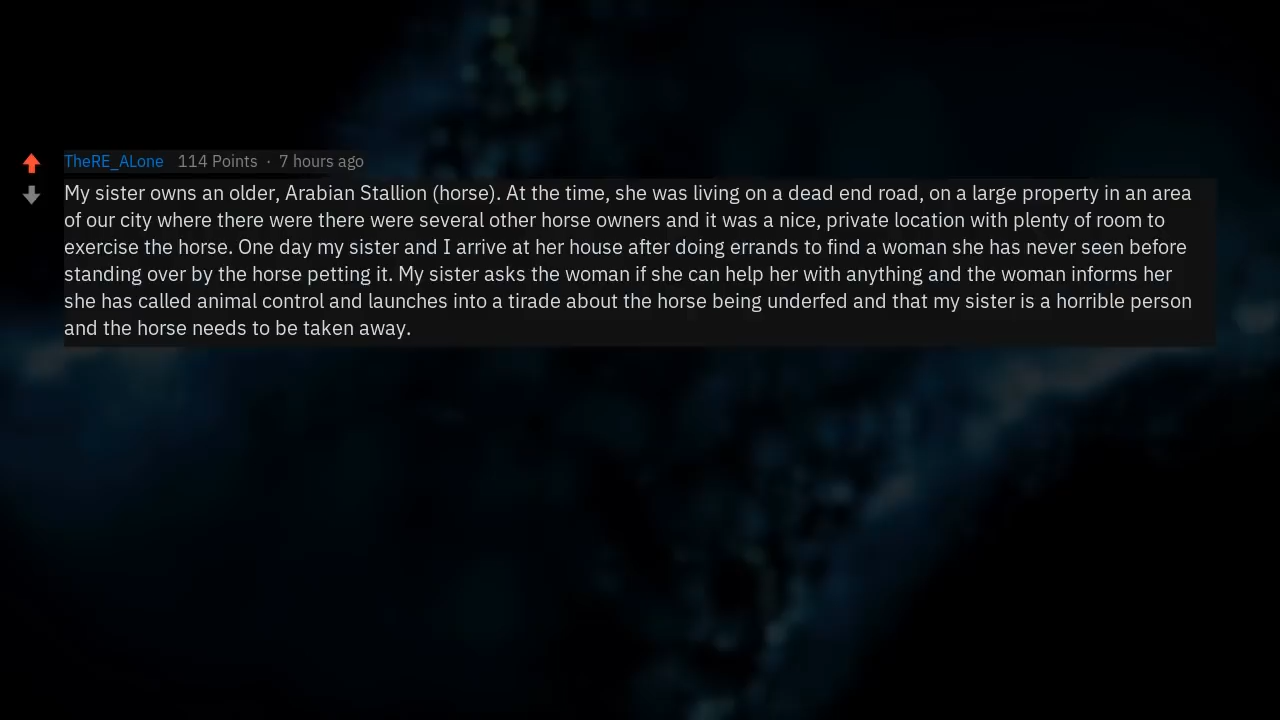 TheRE_ALone 114 Points · 7 hours ago
My sister owns an older, Arabian Stallion (horse). At the time, she was living on a dead end road, on a large property in an area
of our city where there were there were several other horse owners and it was a nice, private location with plenty of room to
exercise the horse. One day my sister and I arrive at her house after doing errands to find a woman she has never seen before
standing over by the horse petting it. My sister asks the woman if she can help her with anything and the woman informs her
she has called animal control and launches into a tirade about the horse being underfed and that my sister is a horrible person
and the horse needs to be taken away.